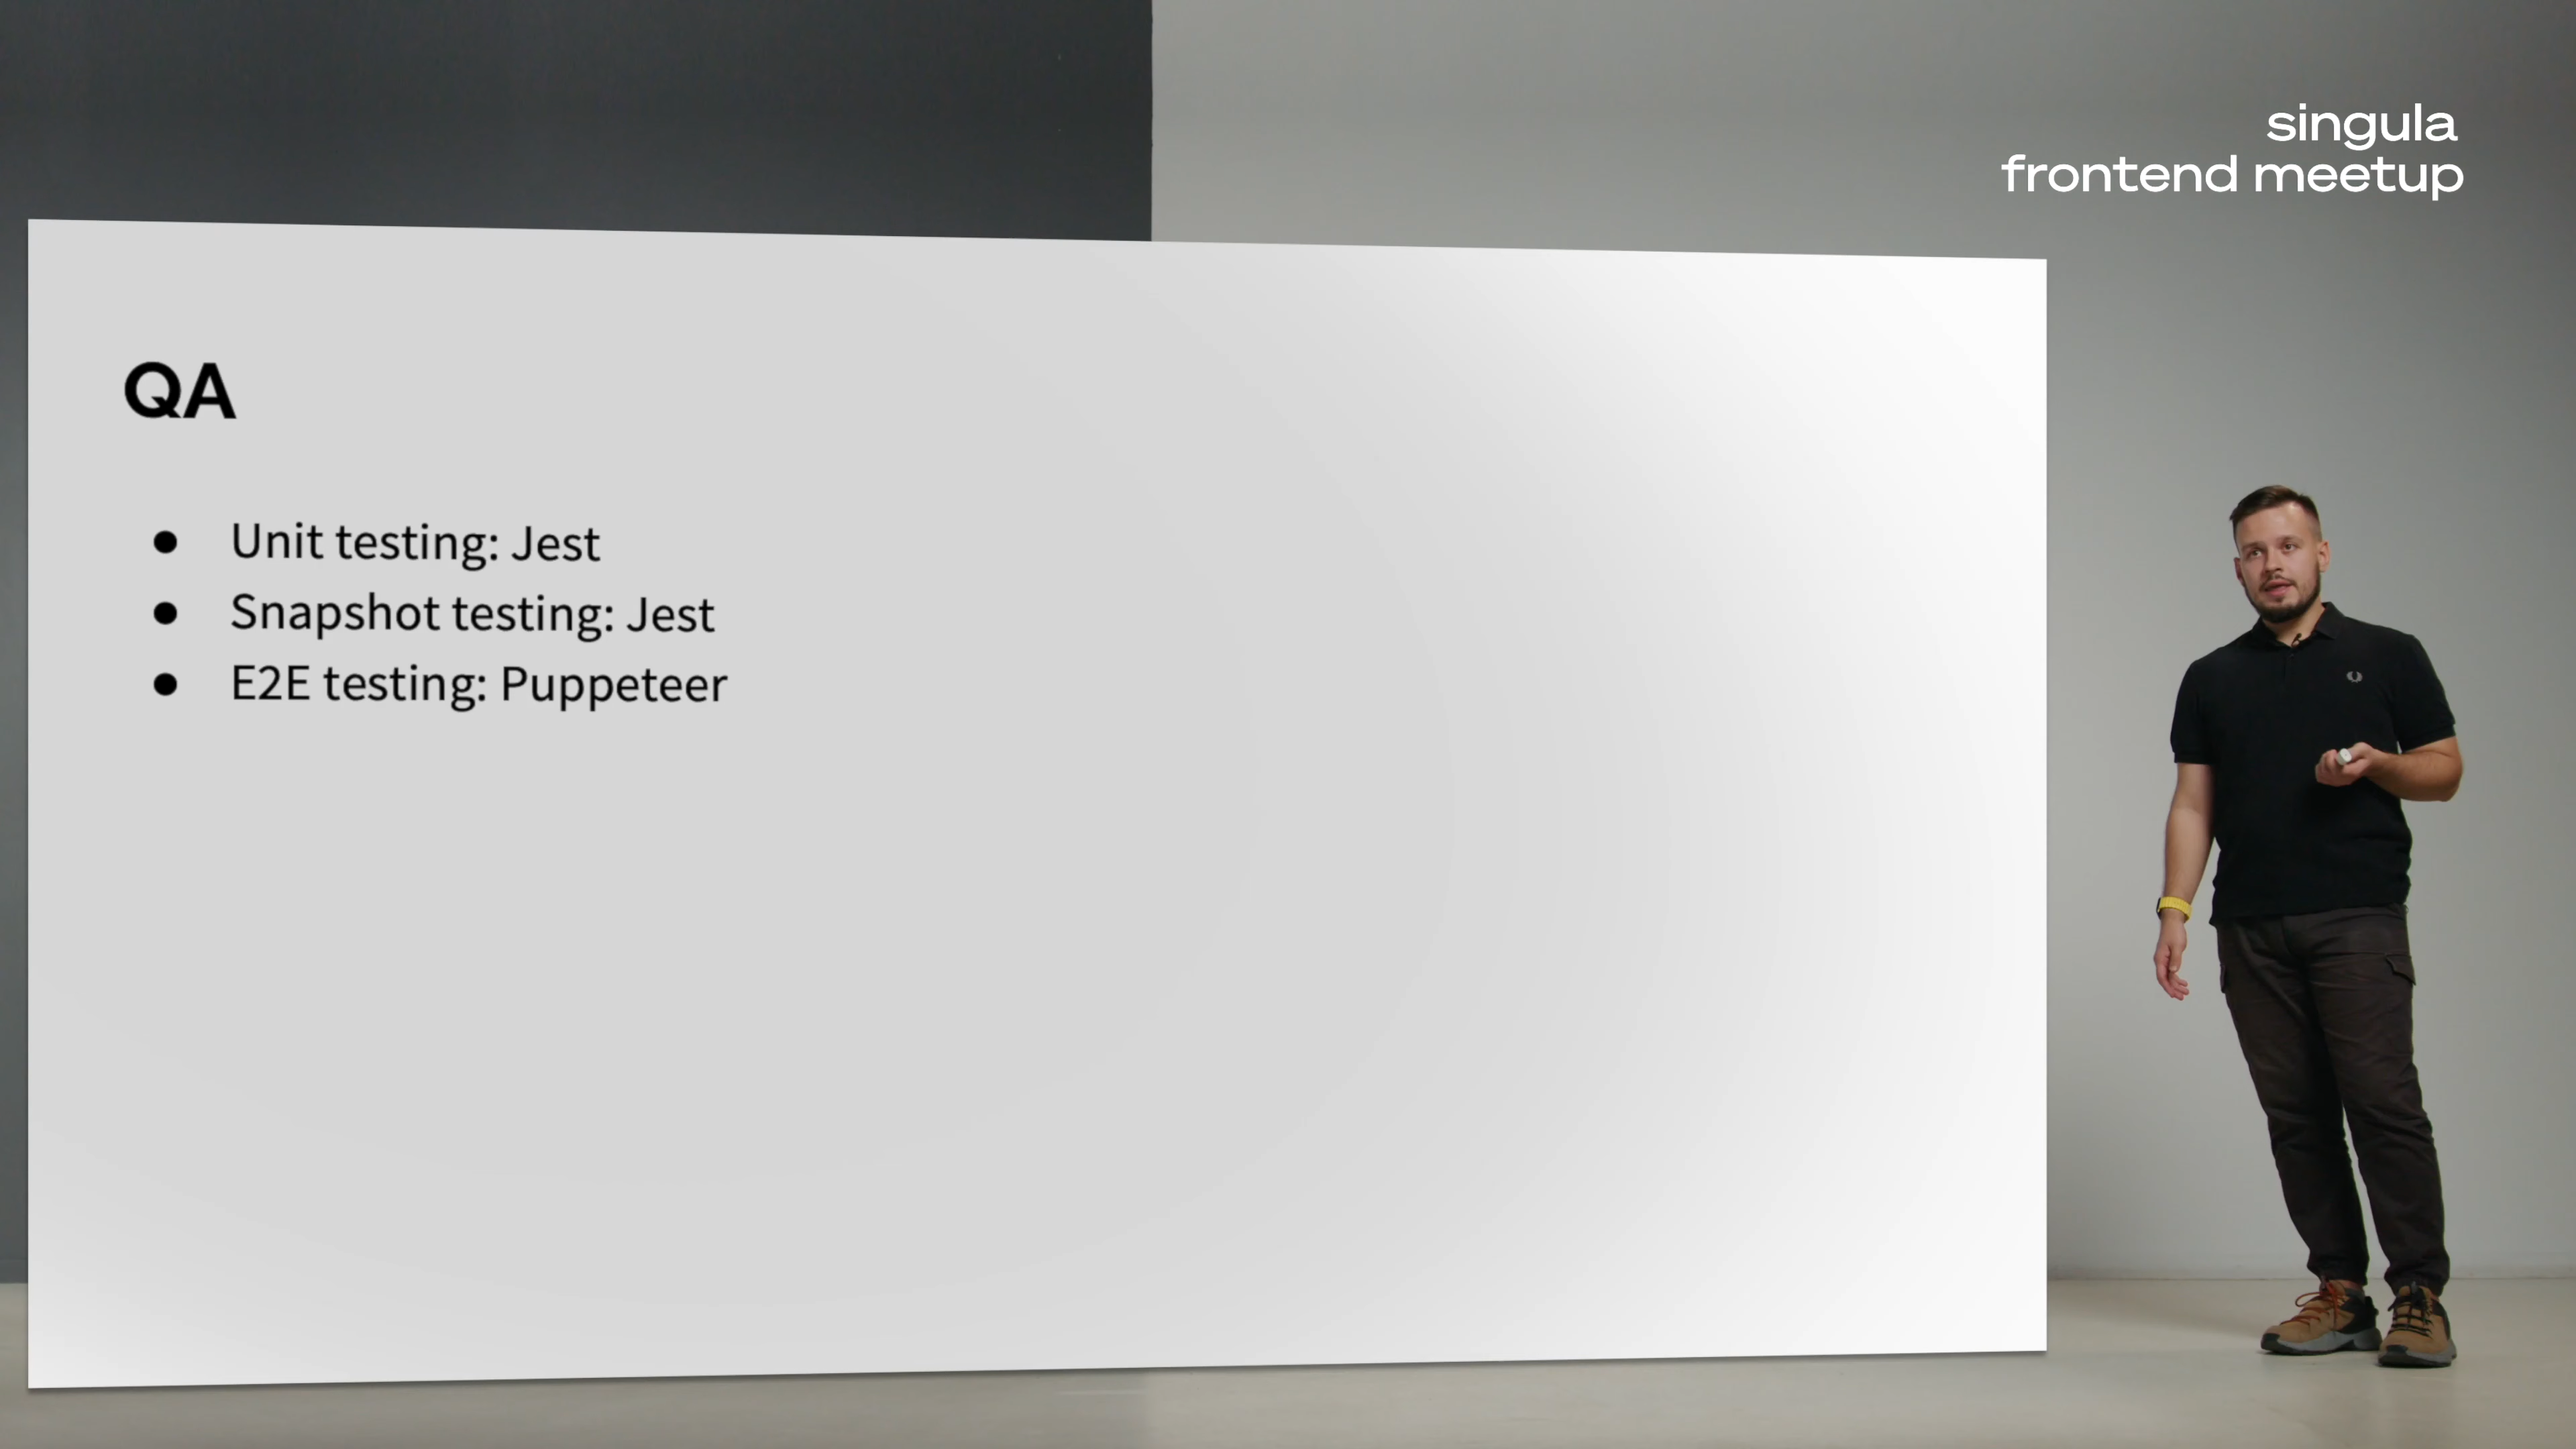 singula
frontend meetup
QA
● Unit testing: Jest
● Snapshot testing: Jest
● E2E testing: Puppeteer